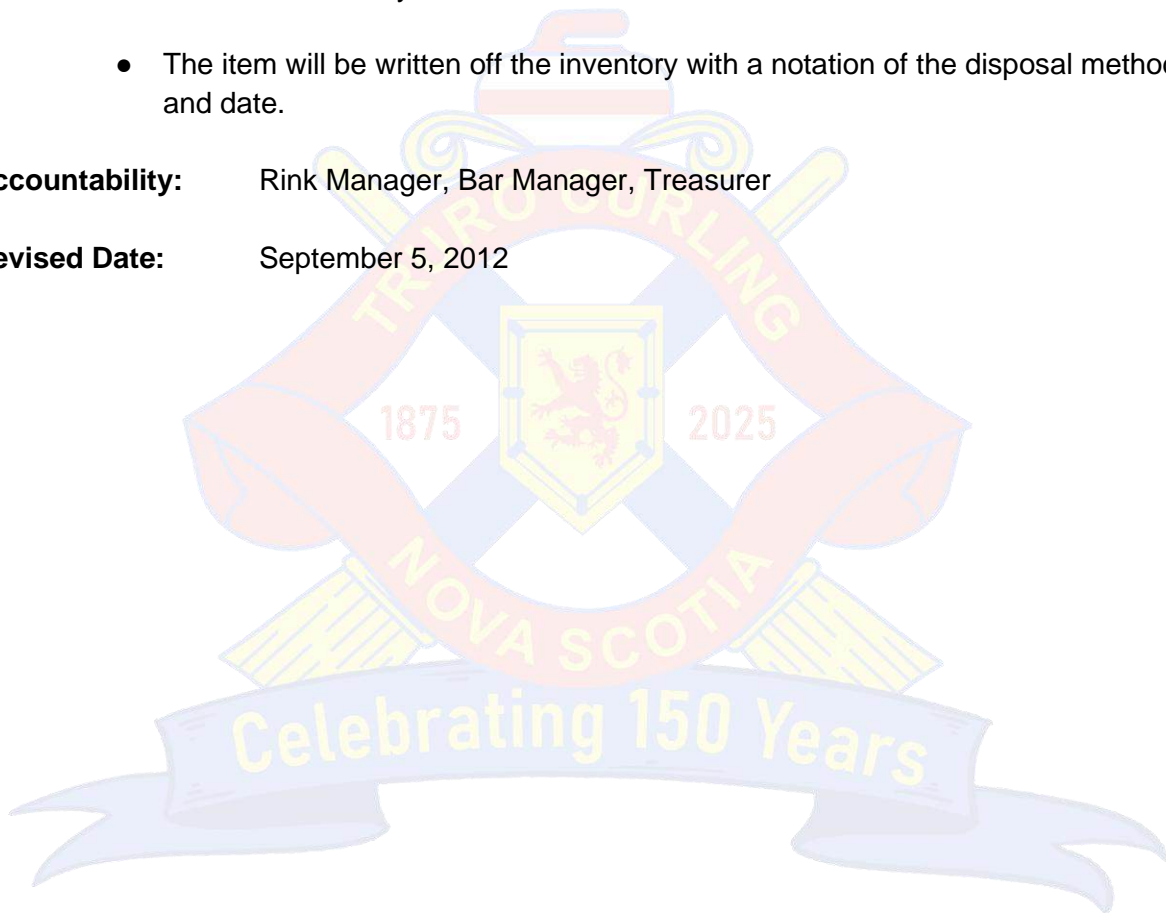 ● The item will be written off the inventory with a notation of the disposal metho
and date.
ccountability: Rink Manager, Bar Manager, Treasurer
evised Date: September 5, 2012
TRURO CURLING
1875 2025
NOVA SCOTIA
Celebrating 150 Years